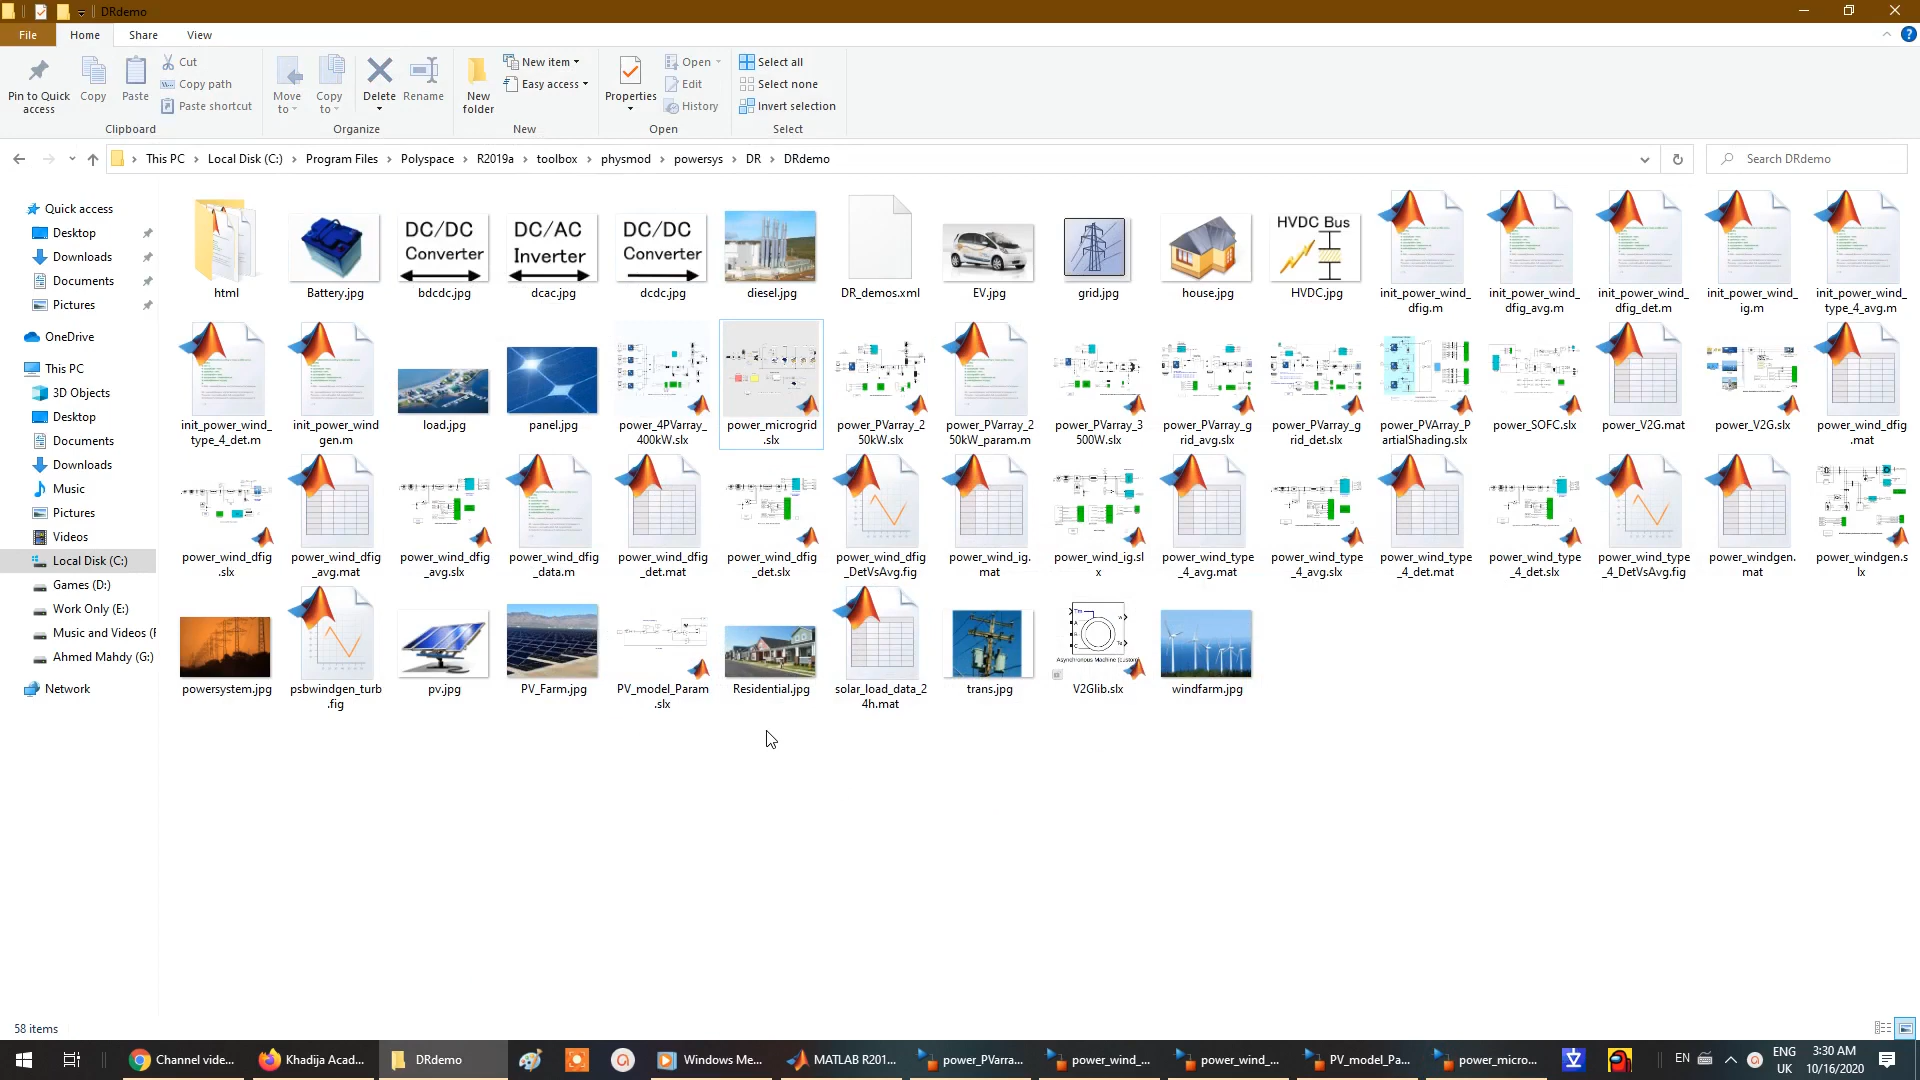 DRdemo
File
Home
Share
View
Pin to Quick access
Copy
Paste
Cut
Copy path
Paste shortcut
Clipboard
Move to
Copy to
Delete
Rename
Organize
New folder
New item
Easy access
New
Properties
Open
Edit
History
Open
Select all
Select none
Invert selection
Select
This PC
Local Disk (C:)
Program Files
Polyspace
R2019a
toolbox
physmod
powersys
DR
DRdemo
Search DRdemo
Quick access
Desktop
Downloads
Documents
Pictures
OneDrive
This PC
3D Objects
Desktop
Documents
Downloads
Music
Pictures
Videos
Local Disk (C:)
Games (D:)
Work Only (E:)
Music and Videos (F
Ahmed Mahdy (G:)
Network
DC/DC
Converter
DC/AC
Inverter
DC/DC
Converter
HVDC Bus
html
Battery.jpg
bdcdc.jpg
dcac.jpg
dcdc.jpg
diesel.jpg
DR_demos.xml
EV.jpg
grid.jpg
house.jpg
HVDC.jpg
init_power_wind_dfig.m
init_power_wind_dfig_avg.m
init_power_wind_dfig_det.m
init_power_wind_ig.m
init_power_wind_type_4_avg.m
init_power_wind_type_4_det.m
init_power_windgen.m
load.jpg
panel.jpg
power_4PVarray_400kW.slx
power_microgrid.slx
power_PVarray_250kW.slx
power_PVarray_250kW_param.m
power_PVarray_3500W.slx
power_PVarray_grid_avg.slx
power_PVarray_grid_det.slx
power_PVArray_PartialShading.slx
power_SOFC.slx
power_V2G.mat
power_V2G.slx
power_wind_dfig.mat
power_wind_dfig.slx
power_wind_dfig_avg.mat
power_wind_dfig_avg.slx
power_wind_dfig_data.m
power_wind_dfig_det.mat
power_wind_dfig_det.slx
power_wind_dfig_DetVsAvg.fig
power_wind_ig.mat
power_wind_ig.slx
power_wind_type_4_avg.mat
power_wind_type_4_avg.slx
power_wind_type_4_det.mat
power_wind_type_4_det.slx
power_wind_type_4_DetVsAvg.fig
power_windgen.mat
power_windgen.slx
Asynchronous Machine (custom)
powersystem.jpg
psbwindgen_turb.fig
pv.jpg
PV_Farm.jpg
PV_model_Param.slx
Residential.jpg
solar_load_data_24h.mat
trans.jpg
V2Glib.slx
windfarm.jpg
58 items
Channel vide...
Khadija Acad...
DRdemo
Windows Me...
MATLAB R201...
power_PVarra...
power_wind_...
power_wind_...
PV_model_Pa...
power_micro...
EN
ENG
UK
3:30 AM
10/16/2020